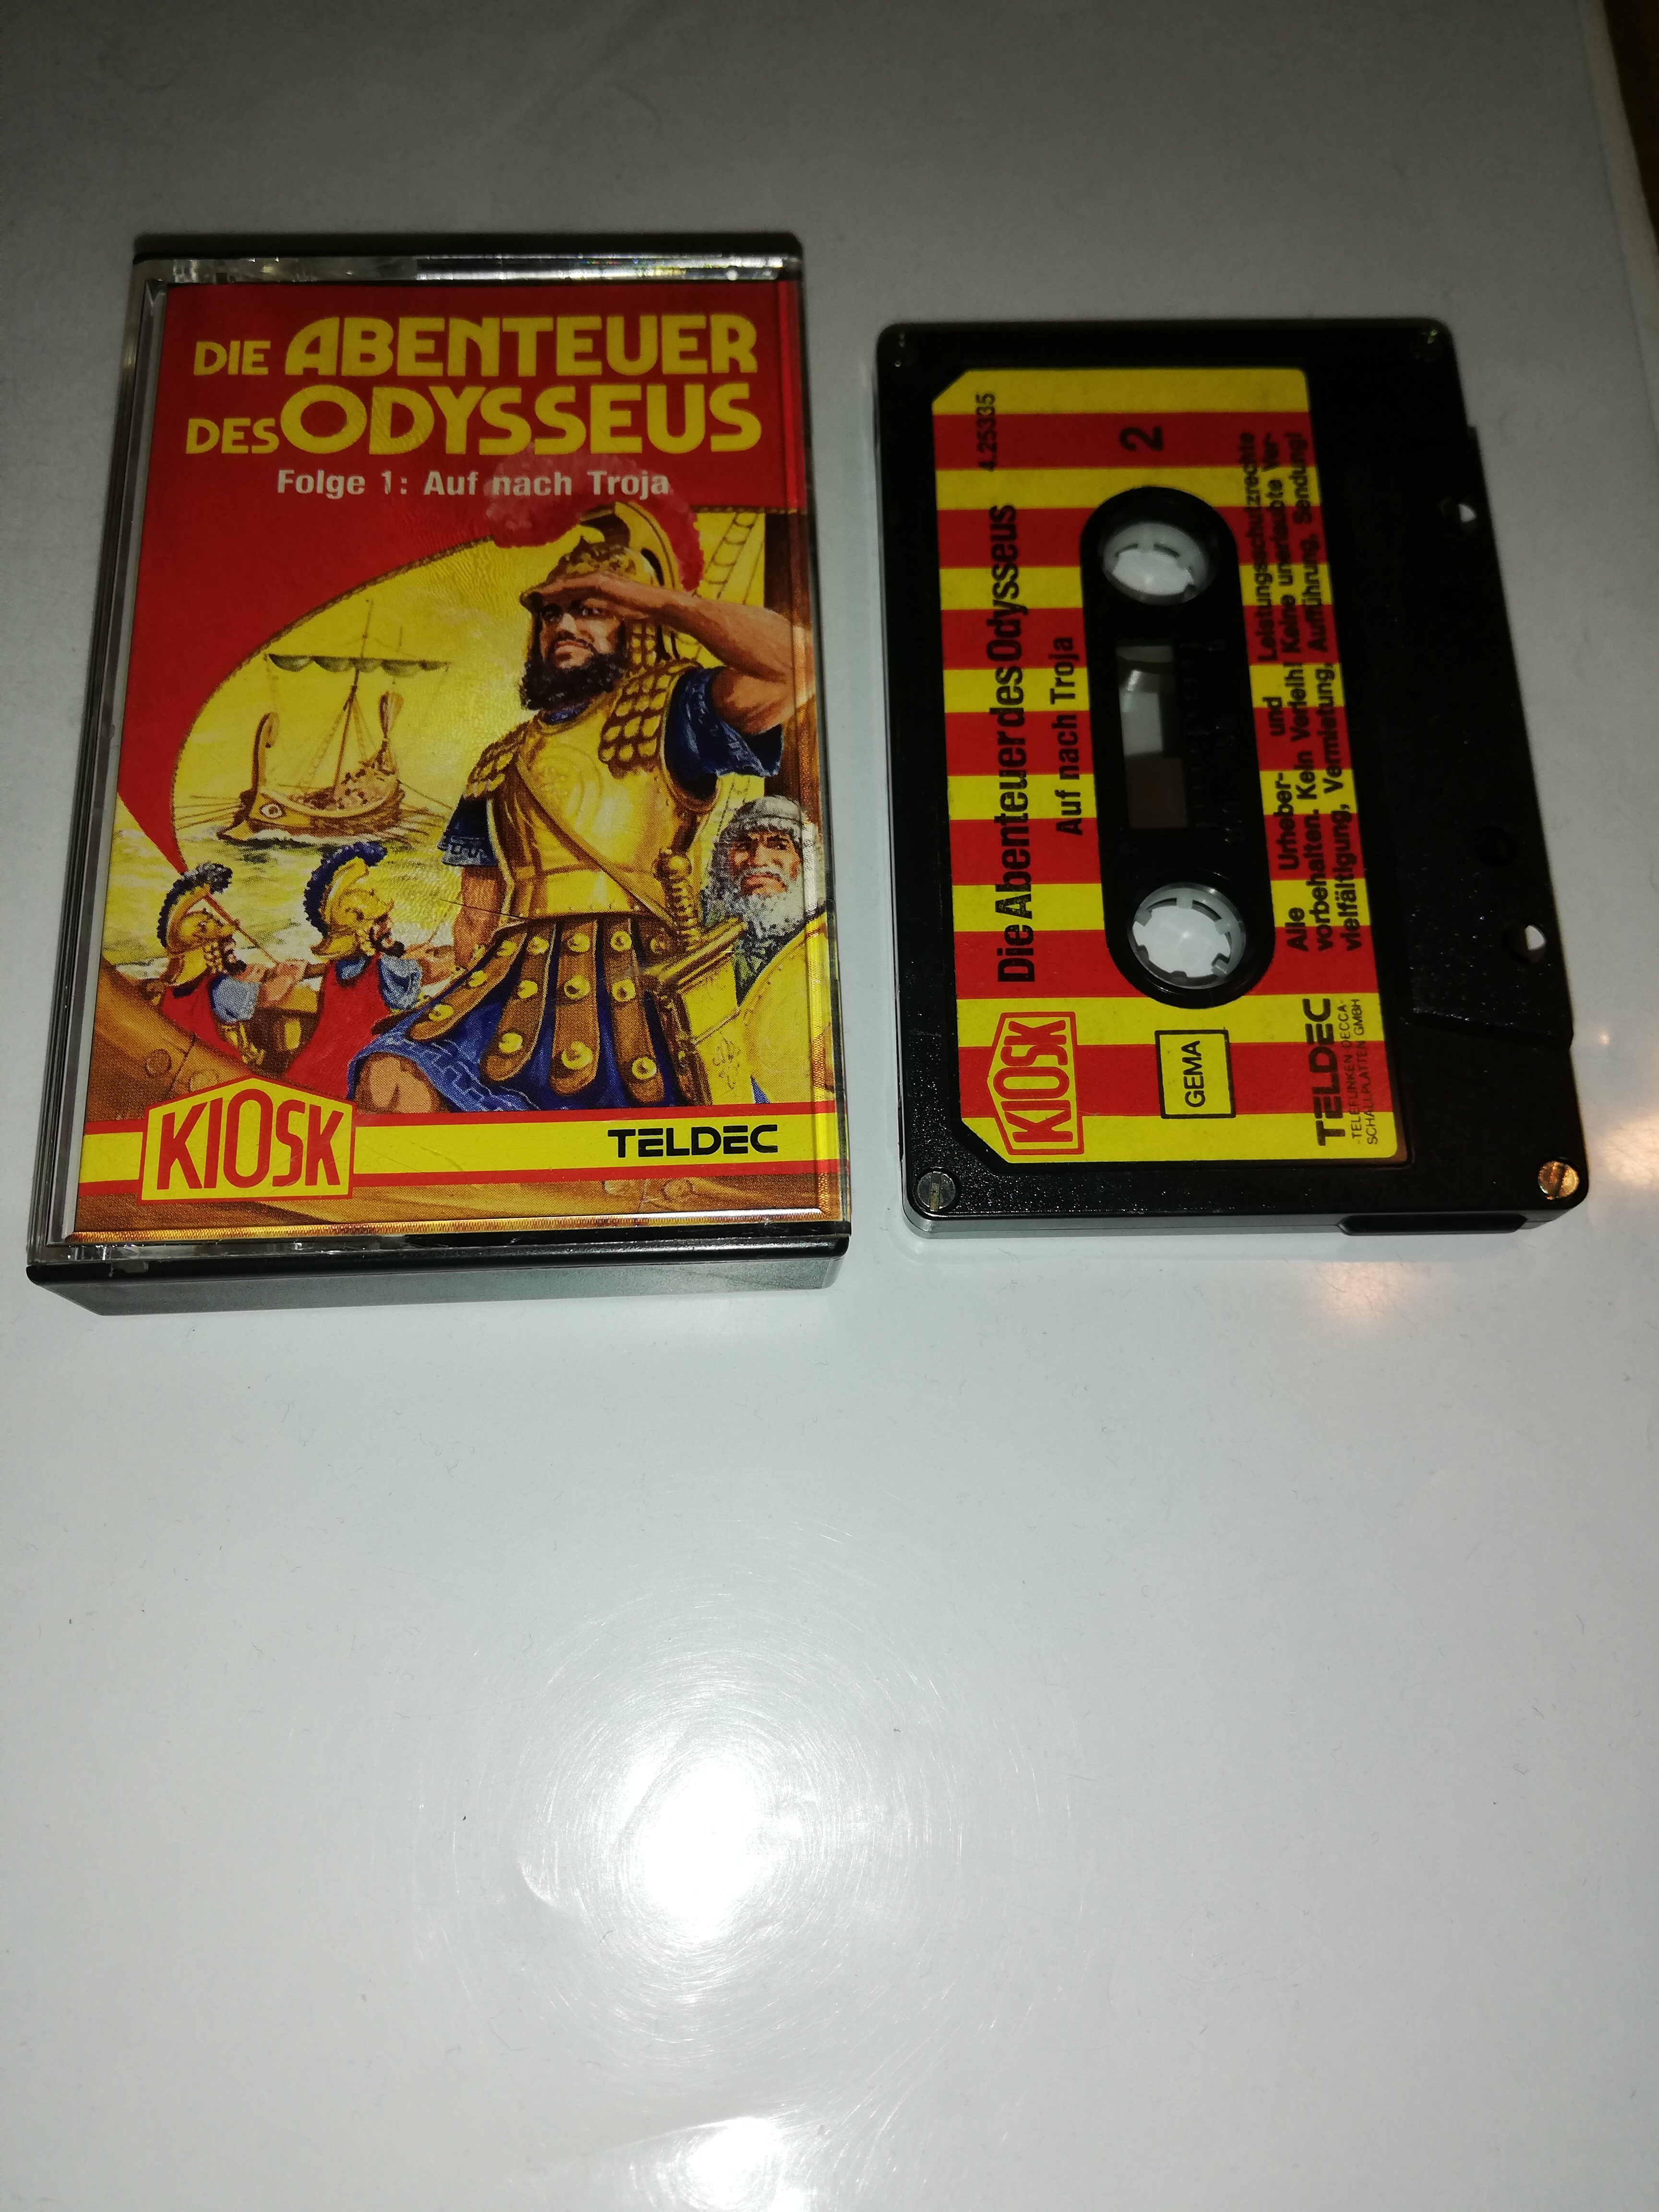 DIE ABENTEUER
DES ODYSSEUS
Folge 1: Auf nach Troja
KIOSK
TELDEC
KIOSK
Die Abenteuer des Odysseus
4.25335
Auf nach Troja
2
GEMA
Alle Urheber- und Leistungsschutzrechte
vorbehalten. Kein Verleih! Keine unerlaubte Ver-
vielfältigung, Vermietung, Aufführung, Sendung!
TELDEC
·TELEFUNKEN DECCA·
SCHALLPLATTEN GMBH